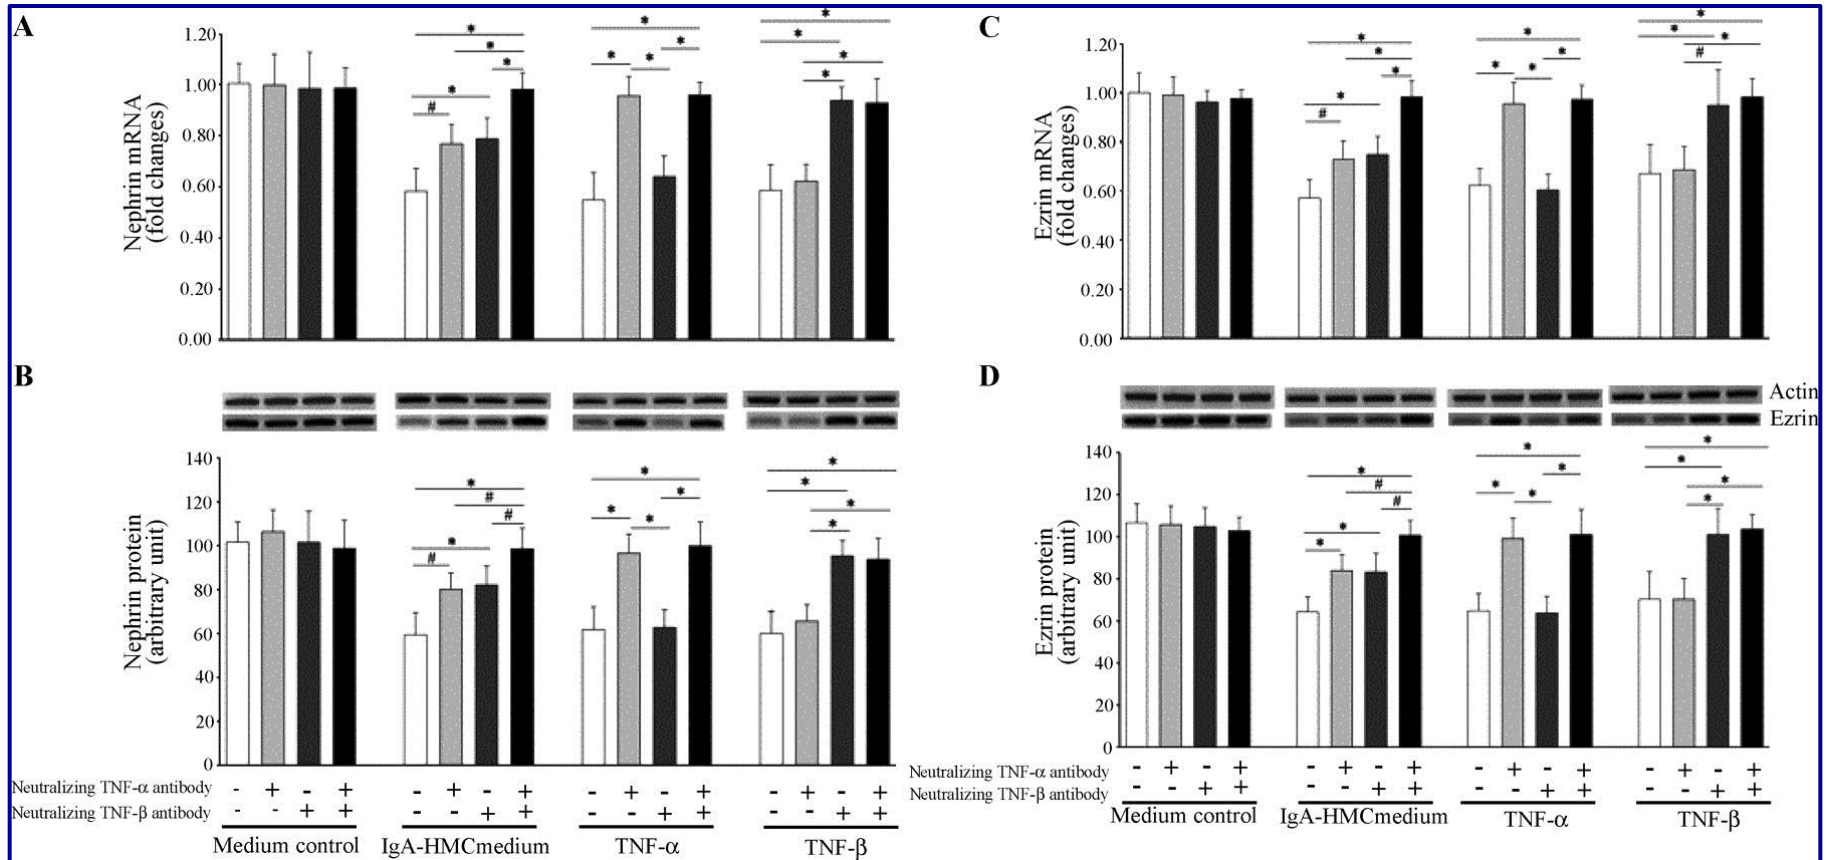 A
Nephrin mRNA
(fold changes)
1.20
1.00
0.80
0.60
0.40
0.20
0.00
* * * * #
* * * * *
* * * * *
C
Ezrin mRNA
(fold changes)
1.20
1.00
0.80
0.60
0.40
0.20
0.00
* * * * #
* * * * *
* * * #
B
Nephrin protein
(arbitrary unit)
140
120
100
80
60
40
20
0
* # # * #
* * * * *
* * * *
Neutralizing TNF-α antibody - + - + - + - + - + - + - + - +
Neutralizing TNF-β antibody - - + + - - + + - - + + - - + +
Medium control IgA-HMCmedium TNF-α TNF-β
D
Actin
Ezrin
Ezrin protein
(arbitrary unit)
140
120
100
80
60
40
20
0
* # # * *
* * * *
* * * *
Neutralizing TNF-α antibody - + - + - + - + - + - + - + - +
Neutralizing TNF-β antibody - - + + - - + + - - + + - - + +
Medium control IgA-HMCmedium TNF-α TNF-β